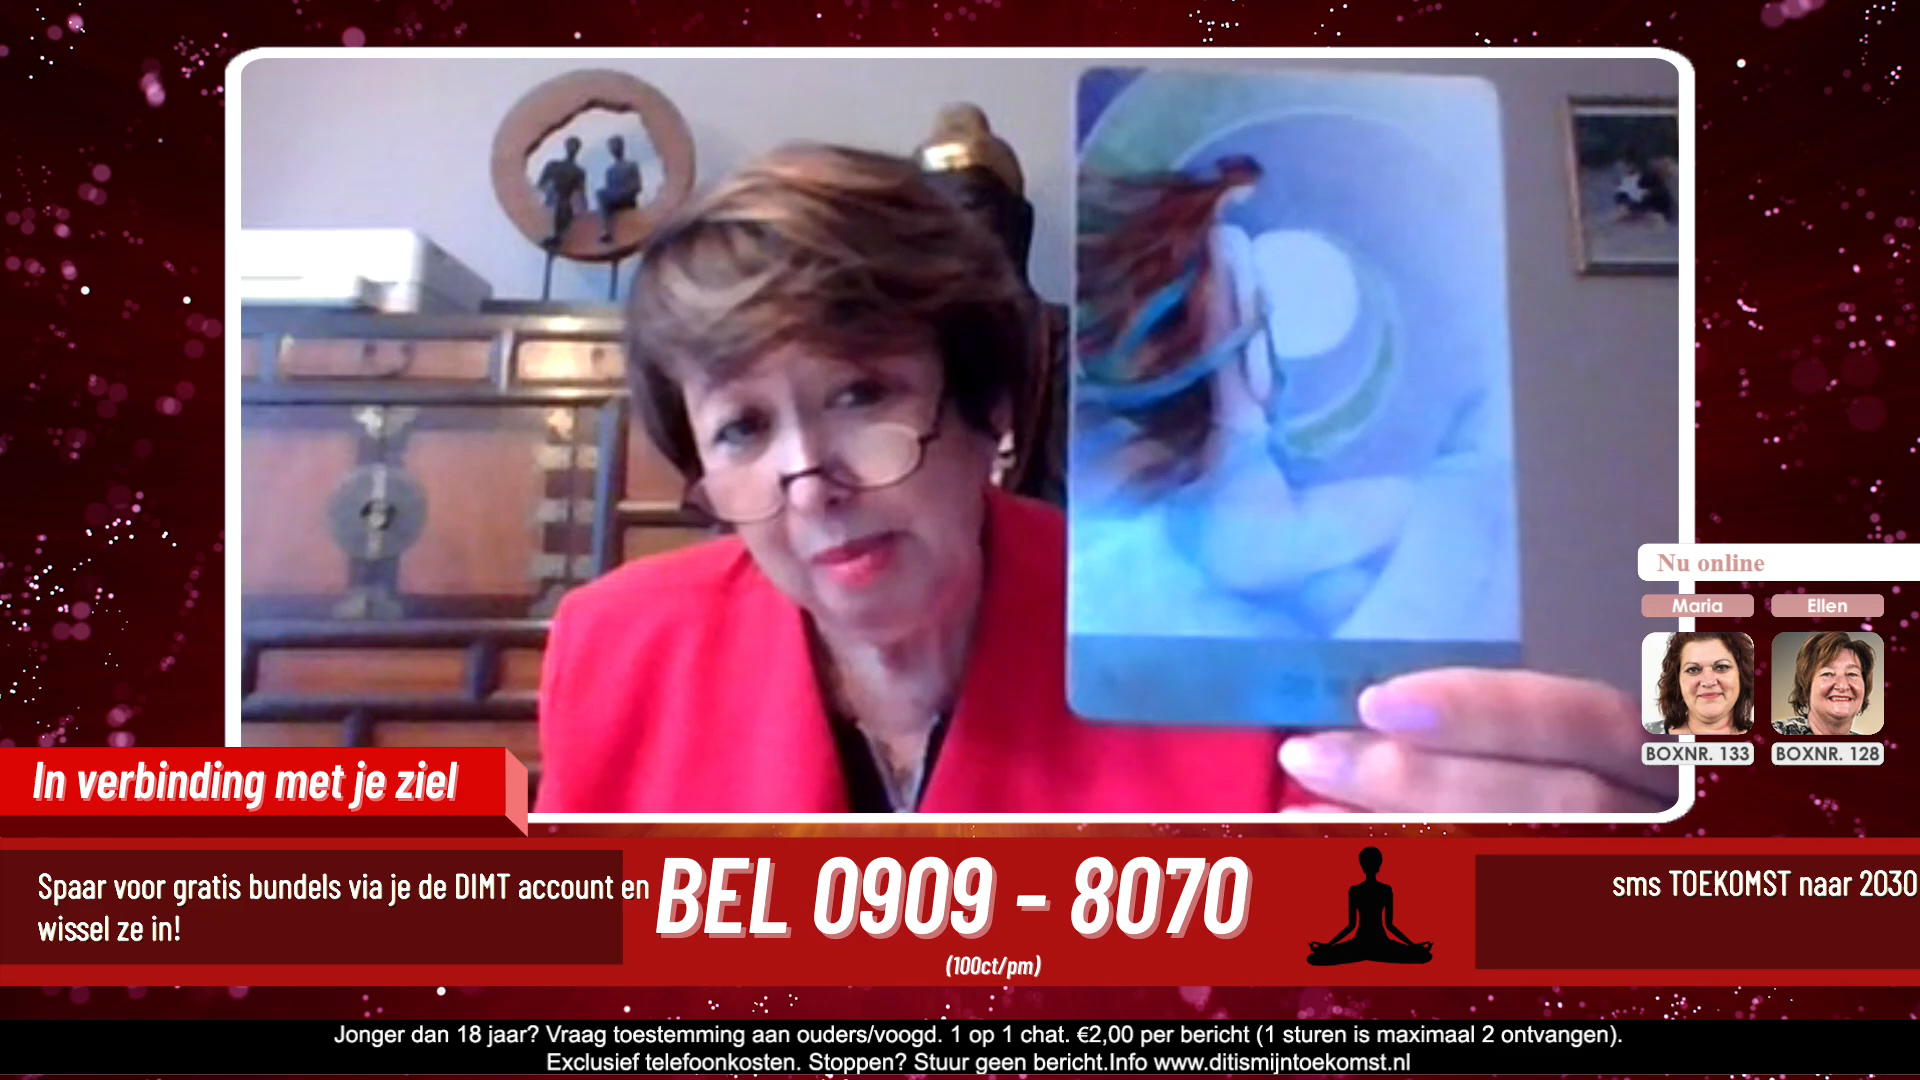 Nu online
Maria
Ellen
BOXNR. 133
BOXNR. 128
In verbinding met je ziel
Spaar voor gratis bundels via je de DIMT account en
wissel ze in!
BEL 0909 - 8070
(100ct/pm)
sms TOEKOMST naar 2030
Jonger dan 18 jaar? Vraag toestemming aan ouders/voogd. 1 op 1 chat. €2,00 per bericht (1 sturen is maximaal 2 ontvangen).
Exclusief telefoonkosten. Stoppen? Stuur geen bericht.Info www.ditismijntoekomst.nl